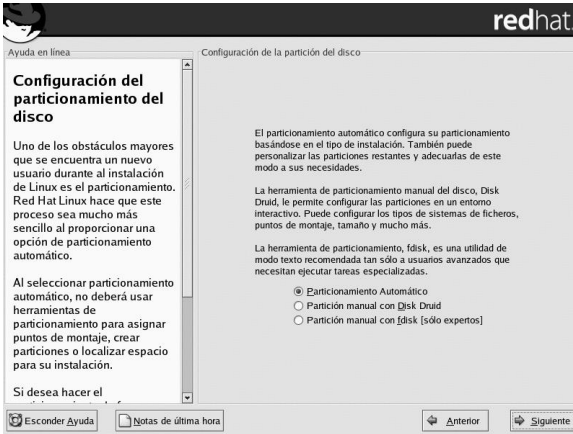 redhat.
Ayuda en línea
Configuración del
particionamiento del
disco
Uno de los obstáculos mayores
que se encuentra un nuevo
usuario durante al instalación
de Linux es el particionamiento.
Red Hat Linux hace que este
proceso sea mucho más
sencillo al proporcionar una
opción de particionamiento
automático.
Al seleccionar particionamiento
automático, no deberá usar
herramientas de
particionamiento para asignar
puntos de montaje, crear
particiones o localizar espacio
para su instalación.
Si desea hacer el
Configuración de la partición del disco
El particionamiento automático configura su particionamiento
basándose en el tipo de instalación. También puede
personalizar las particiones restantes y adecuarlas de este
modo a sus necesidades.
La herramienta de particionamiento manual del disco, Disk
Druid, le permite configurar las particiones en un entorno
interactivo. Puede configurar los tipos de sistemas de ficheros,
puntos de montaje, tamaño y mucho más.
La herramienta de particionamiento, fdisk, es una utilidad de
modo texto recomendada tan sólo a usuarios avanzados que
necesitan ejecutar tareas especializadas.
Particionamiento Automático
Partición manual con Disk Druid
Partición manual con fdisk [sólo expertos]
Esconder Ayuda
Notas de última hora
Anterior
Siguiente